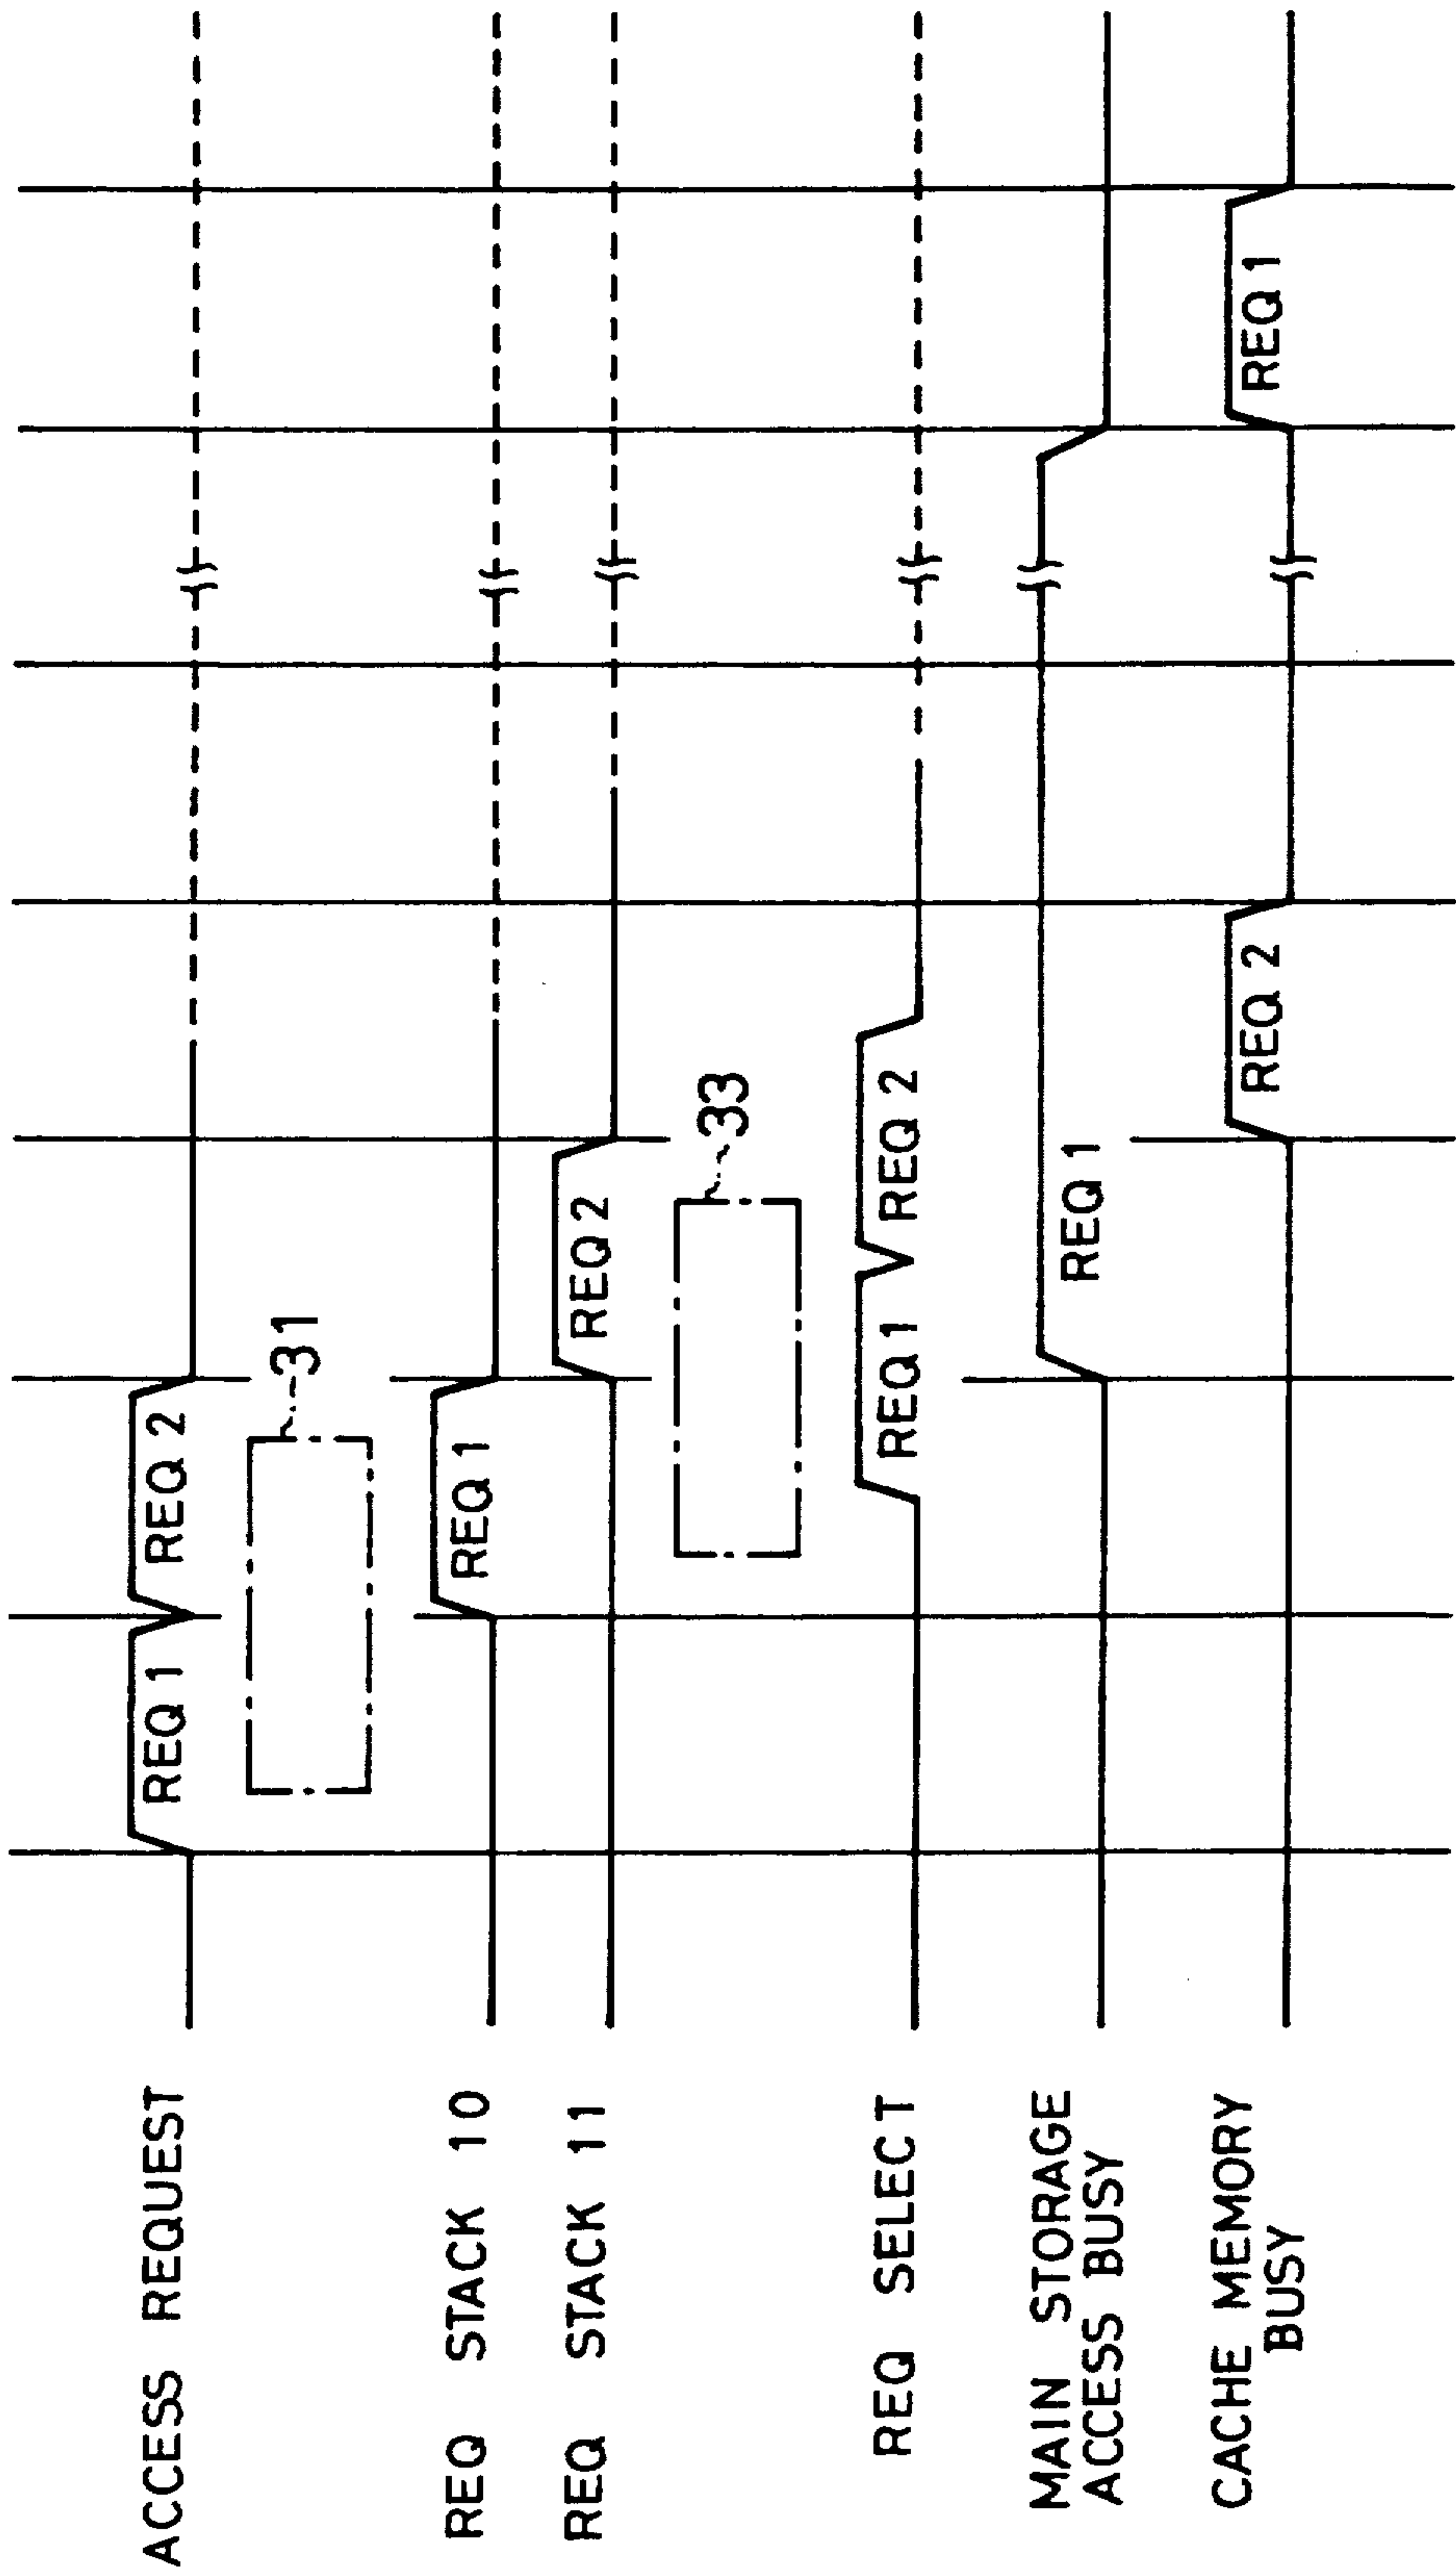 ACCESS REQUEST
REQ 1
REQ 2
31
REQ STACK 10
REQ 1
REQ STACK 11
REQ 2
33
REQ SELECT
REQ 1
REQ 2
MAIN STORAGE
ACCESS BUSY
REQ 1
CACHE MEMORY
BUSY
REQ 2
REQ 1